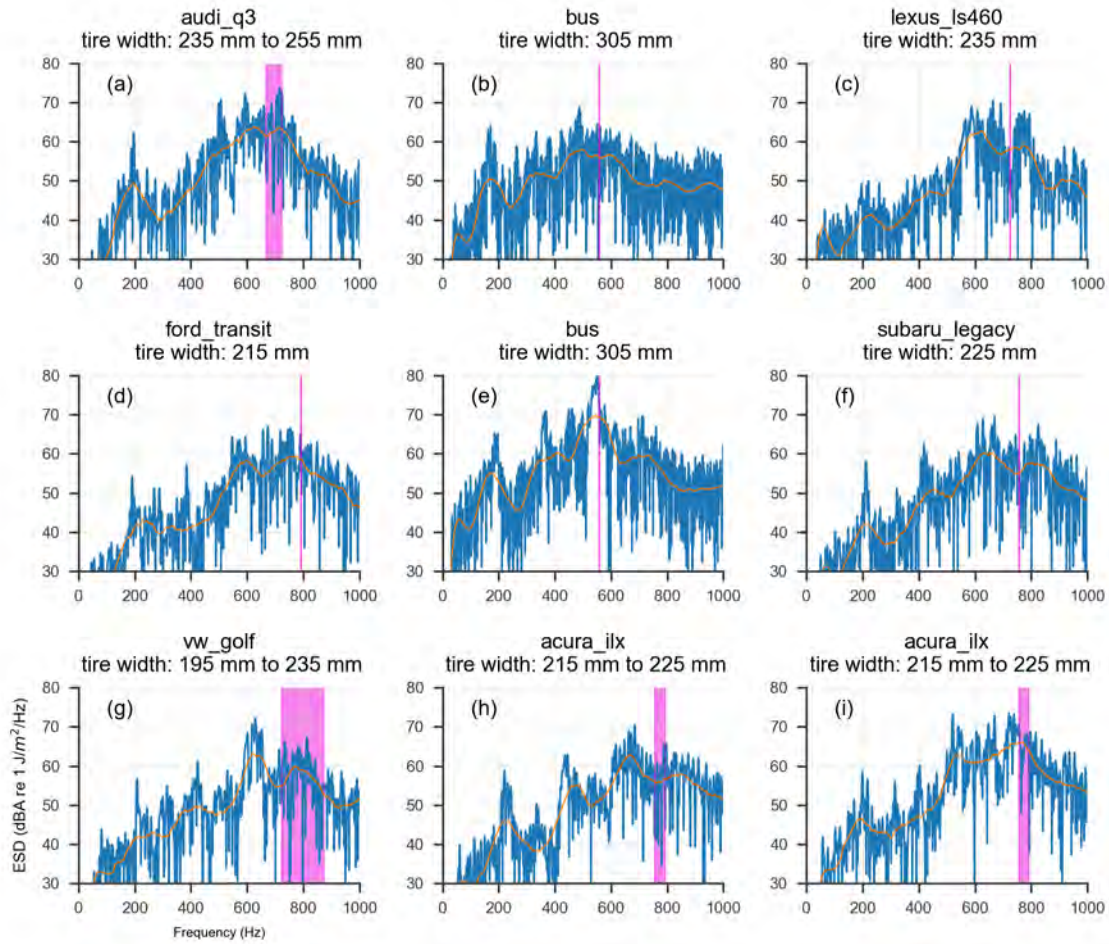 audi_q3
tire width: 235 mm to 255 mm
bus
tire width: 305 mm
lexus_ls460
tire width: 235 mm
80
70
60
50
40
30
(a)
0 200 400 600 800 1000
80
70
60
50
40
30
(b)
0 200 400 600 800 1000
80
70
60
50
40
30
(c)
0 200 400 600 800 1000
ford_transit
tire width: 215 mm
bus
tire width: 305 mm
subaru_legacy
tire width: 225 mm
80
70
60
50
40
30
(d)
0 200 400 600 800 1000
80
70
60
50
40
30
(e)
0 200 400 600 800 1000
80
70
60
50
40
30
(f)
0 200 400 600 800 1000
vw_golf
tire width: 195 mm to 235 mm
acura_ilx
tire width: 215 mm to 225 mm
acura_ilx
tire width: 215 mm to 225 mm
ESD (dBA re 1 J/m²/Hz)
80
70
60
50
40
30
(g)
0 200 400 600 800 1000
80
70
60
50
40
30
(h)
0 200 400 600 800 1000
80
70
60
50
40
30
(i)
0 200 400 600 800 1000
Frequency (Hz)